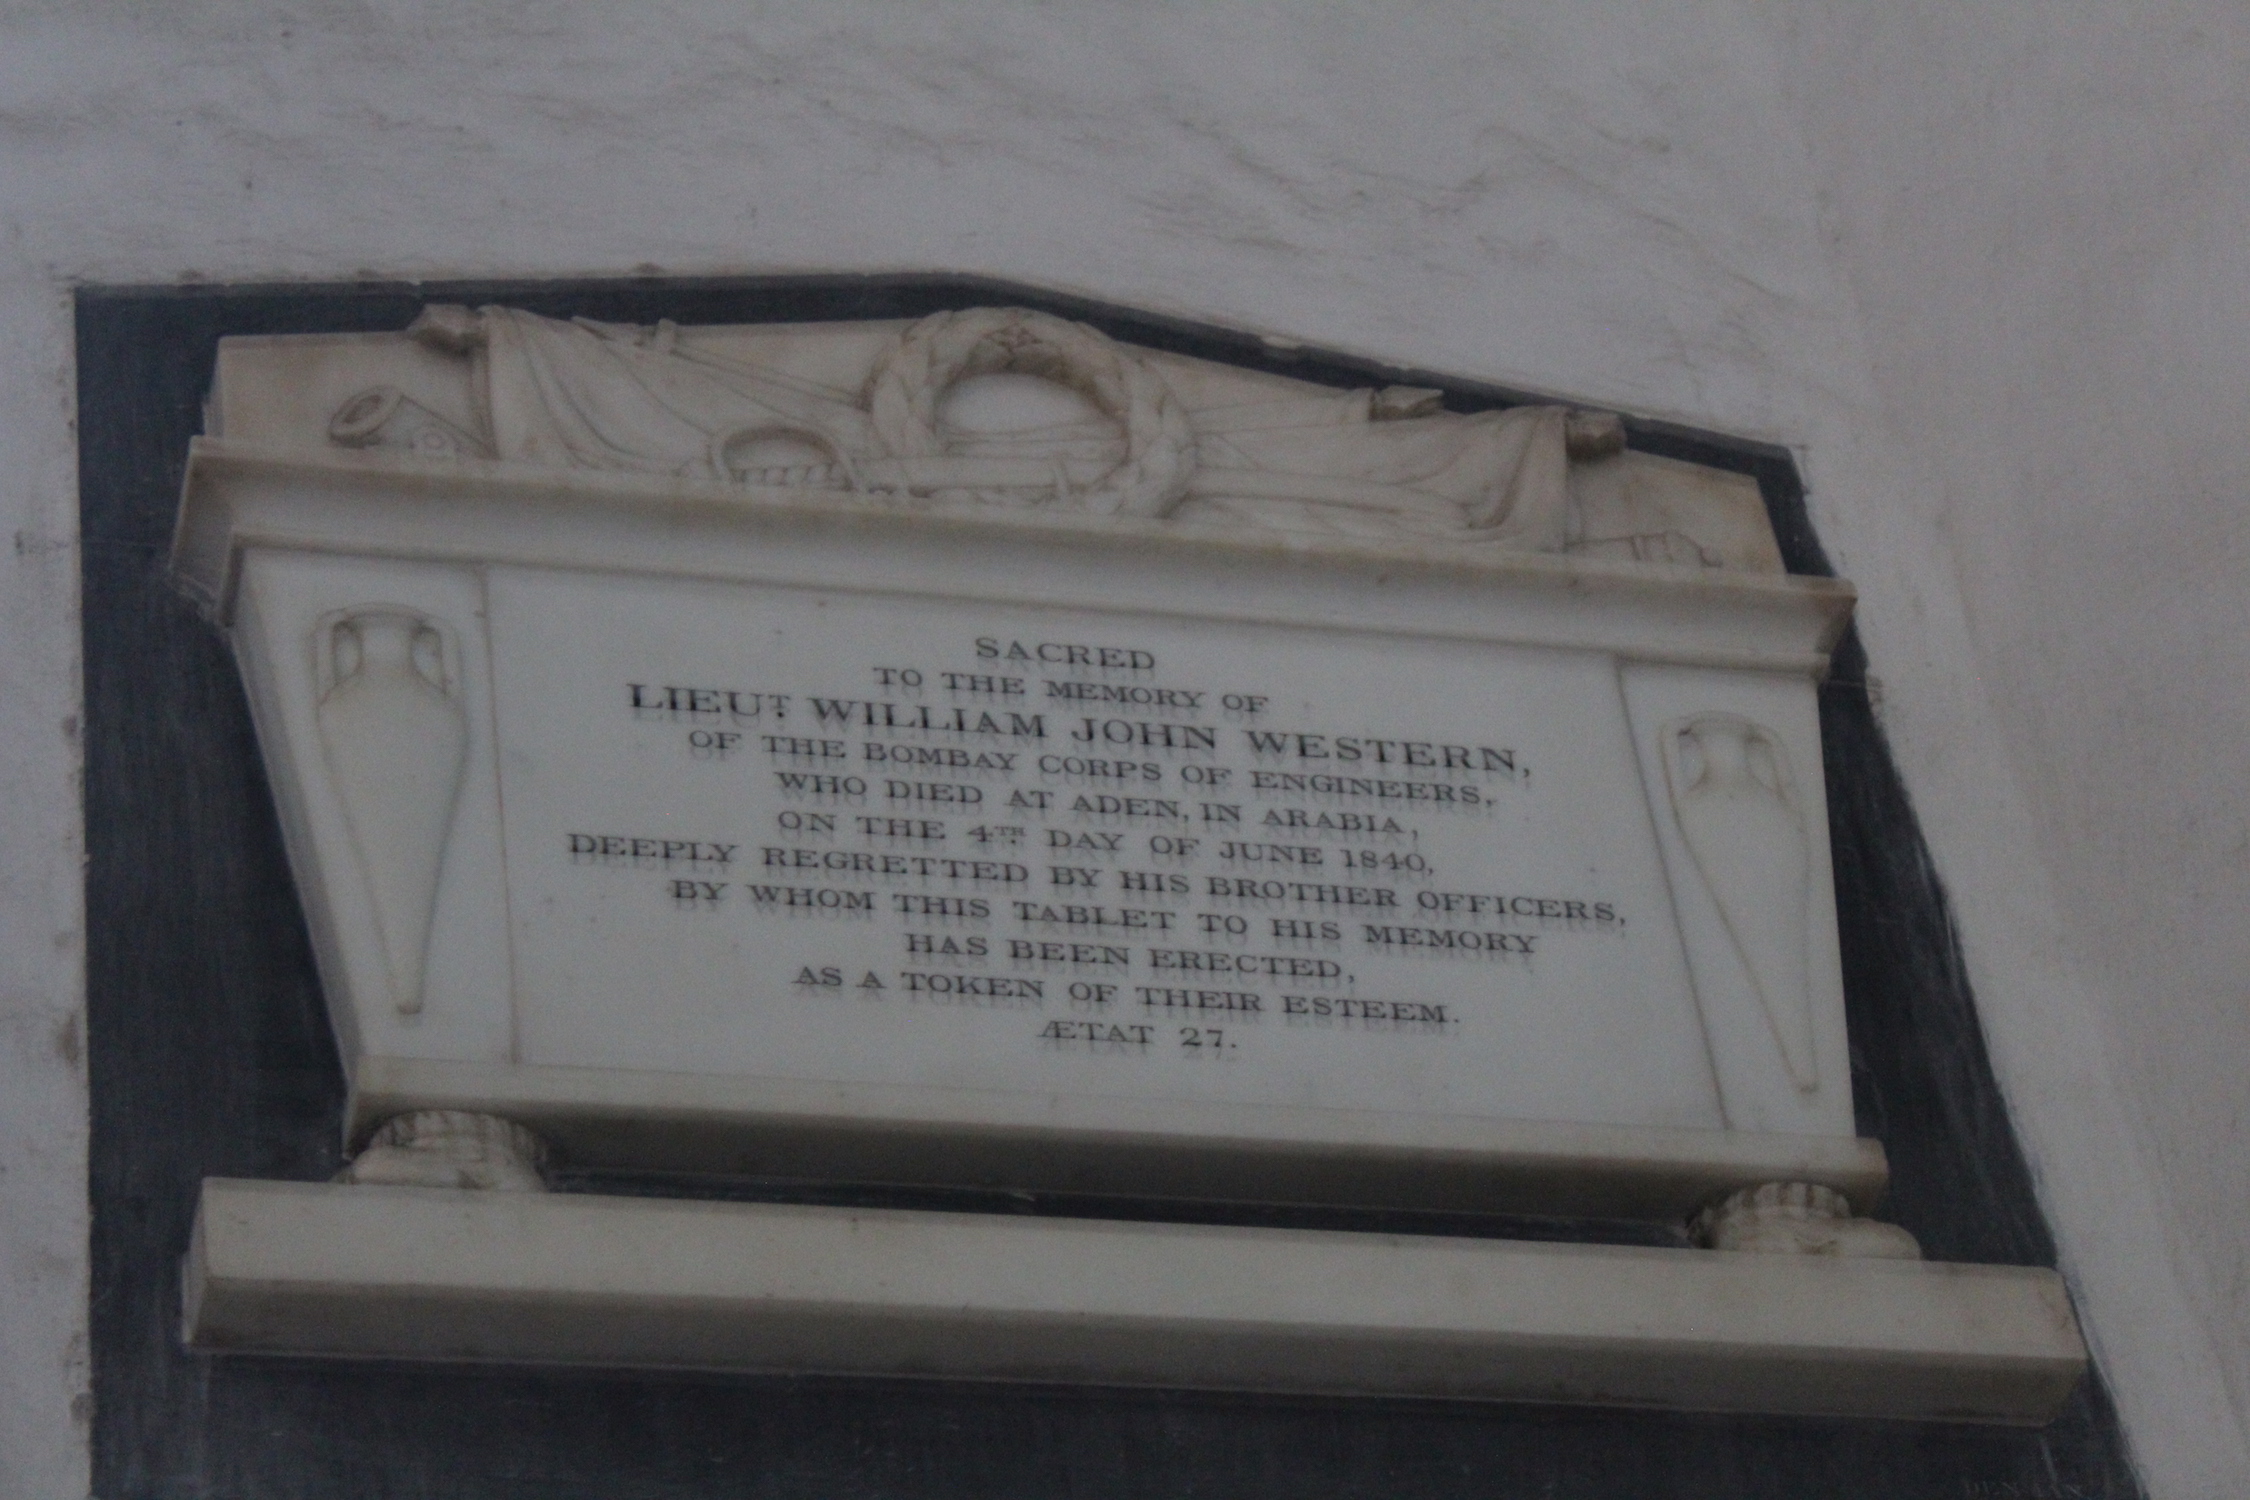 SACRED
TO THE MEMORY OF
LIEUT. WILLIAM JOHN WESTERN,
OF THE BOMBAY CORPS OF ENGINEERS,
WHO DIED AT ADEN, IN ARABIA,
ON THE 4TH. DAY OF JUNE 1840,
DEEPLY REGRETTED BY HIS BROTHER OFFICERS,
BY WHOM THIS TABLET TO HIS MEMORY
HAS BEEN ERECTED,
AS A TOKEN OF THEIR ESTEEM.
ÆTAT 27.